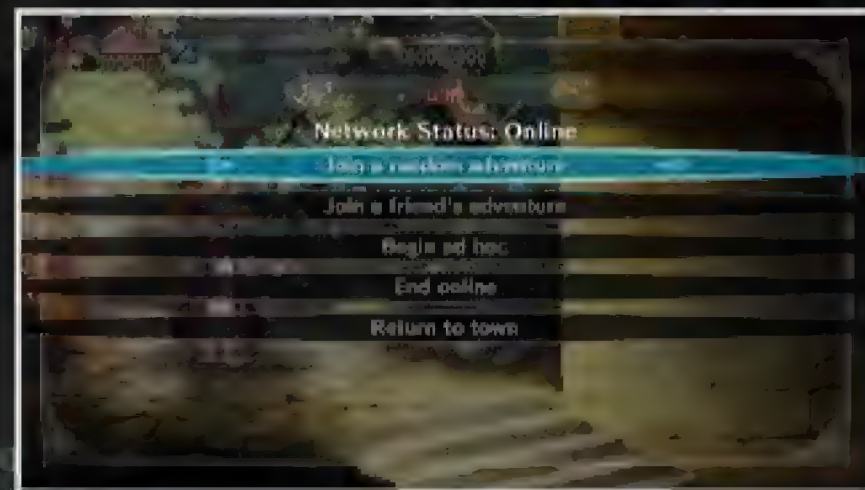 Network Status: Online
Join a random adventure
Join a friend's adventure
Begin ad hoc
End online
Return to town